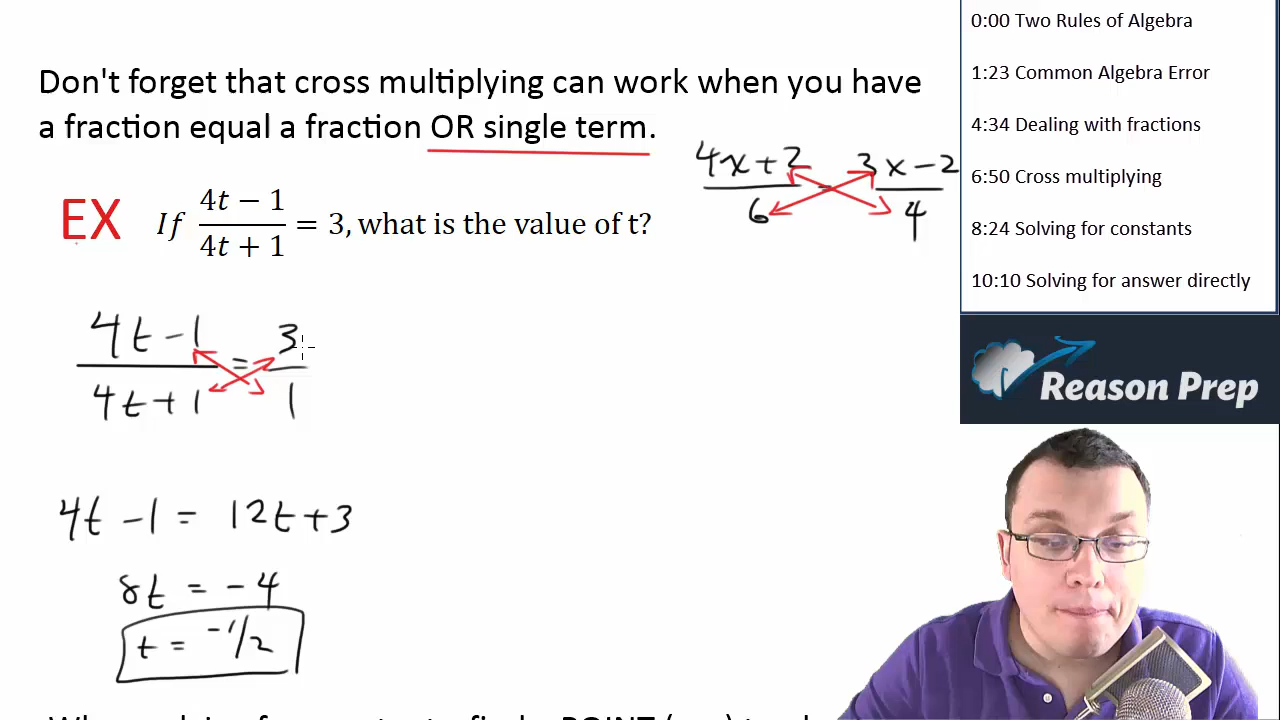 Don't forget that cross multiplying can work when you have
a fraction equal a fraction OR single term.
EX If (4t − 1)/(4t + 1) = 3, what is the value of t?
(4x+2)/6 = (3x−2)/4
(4t−1)/(4t+1) = 3/1
4t −1 = 12t+3
8t = −4
t = −1/2
0:00 Two Rules of Algebra
1:23 Common Algebra Error
4:34 Dealing with fractions
6:50 Cross multiplying
8:24 Solving for constants
10:10 Solving for answer directly
Reason Prep